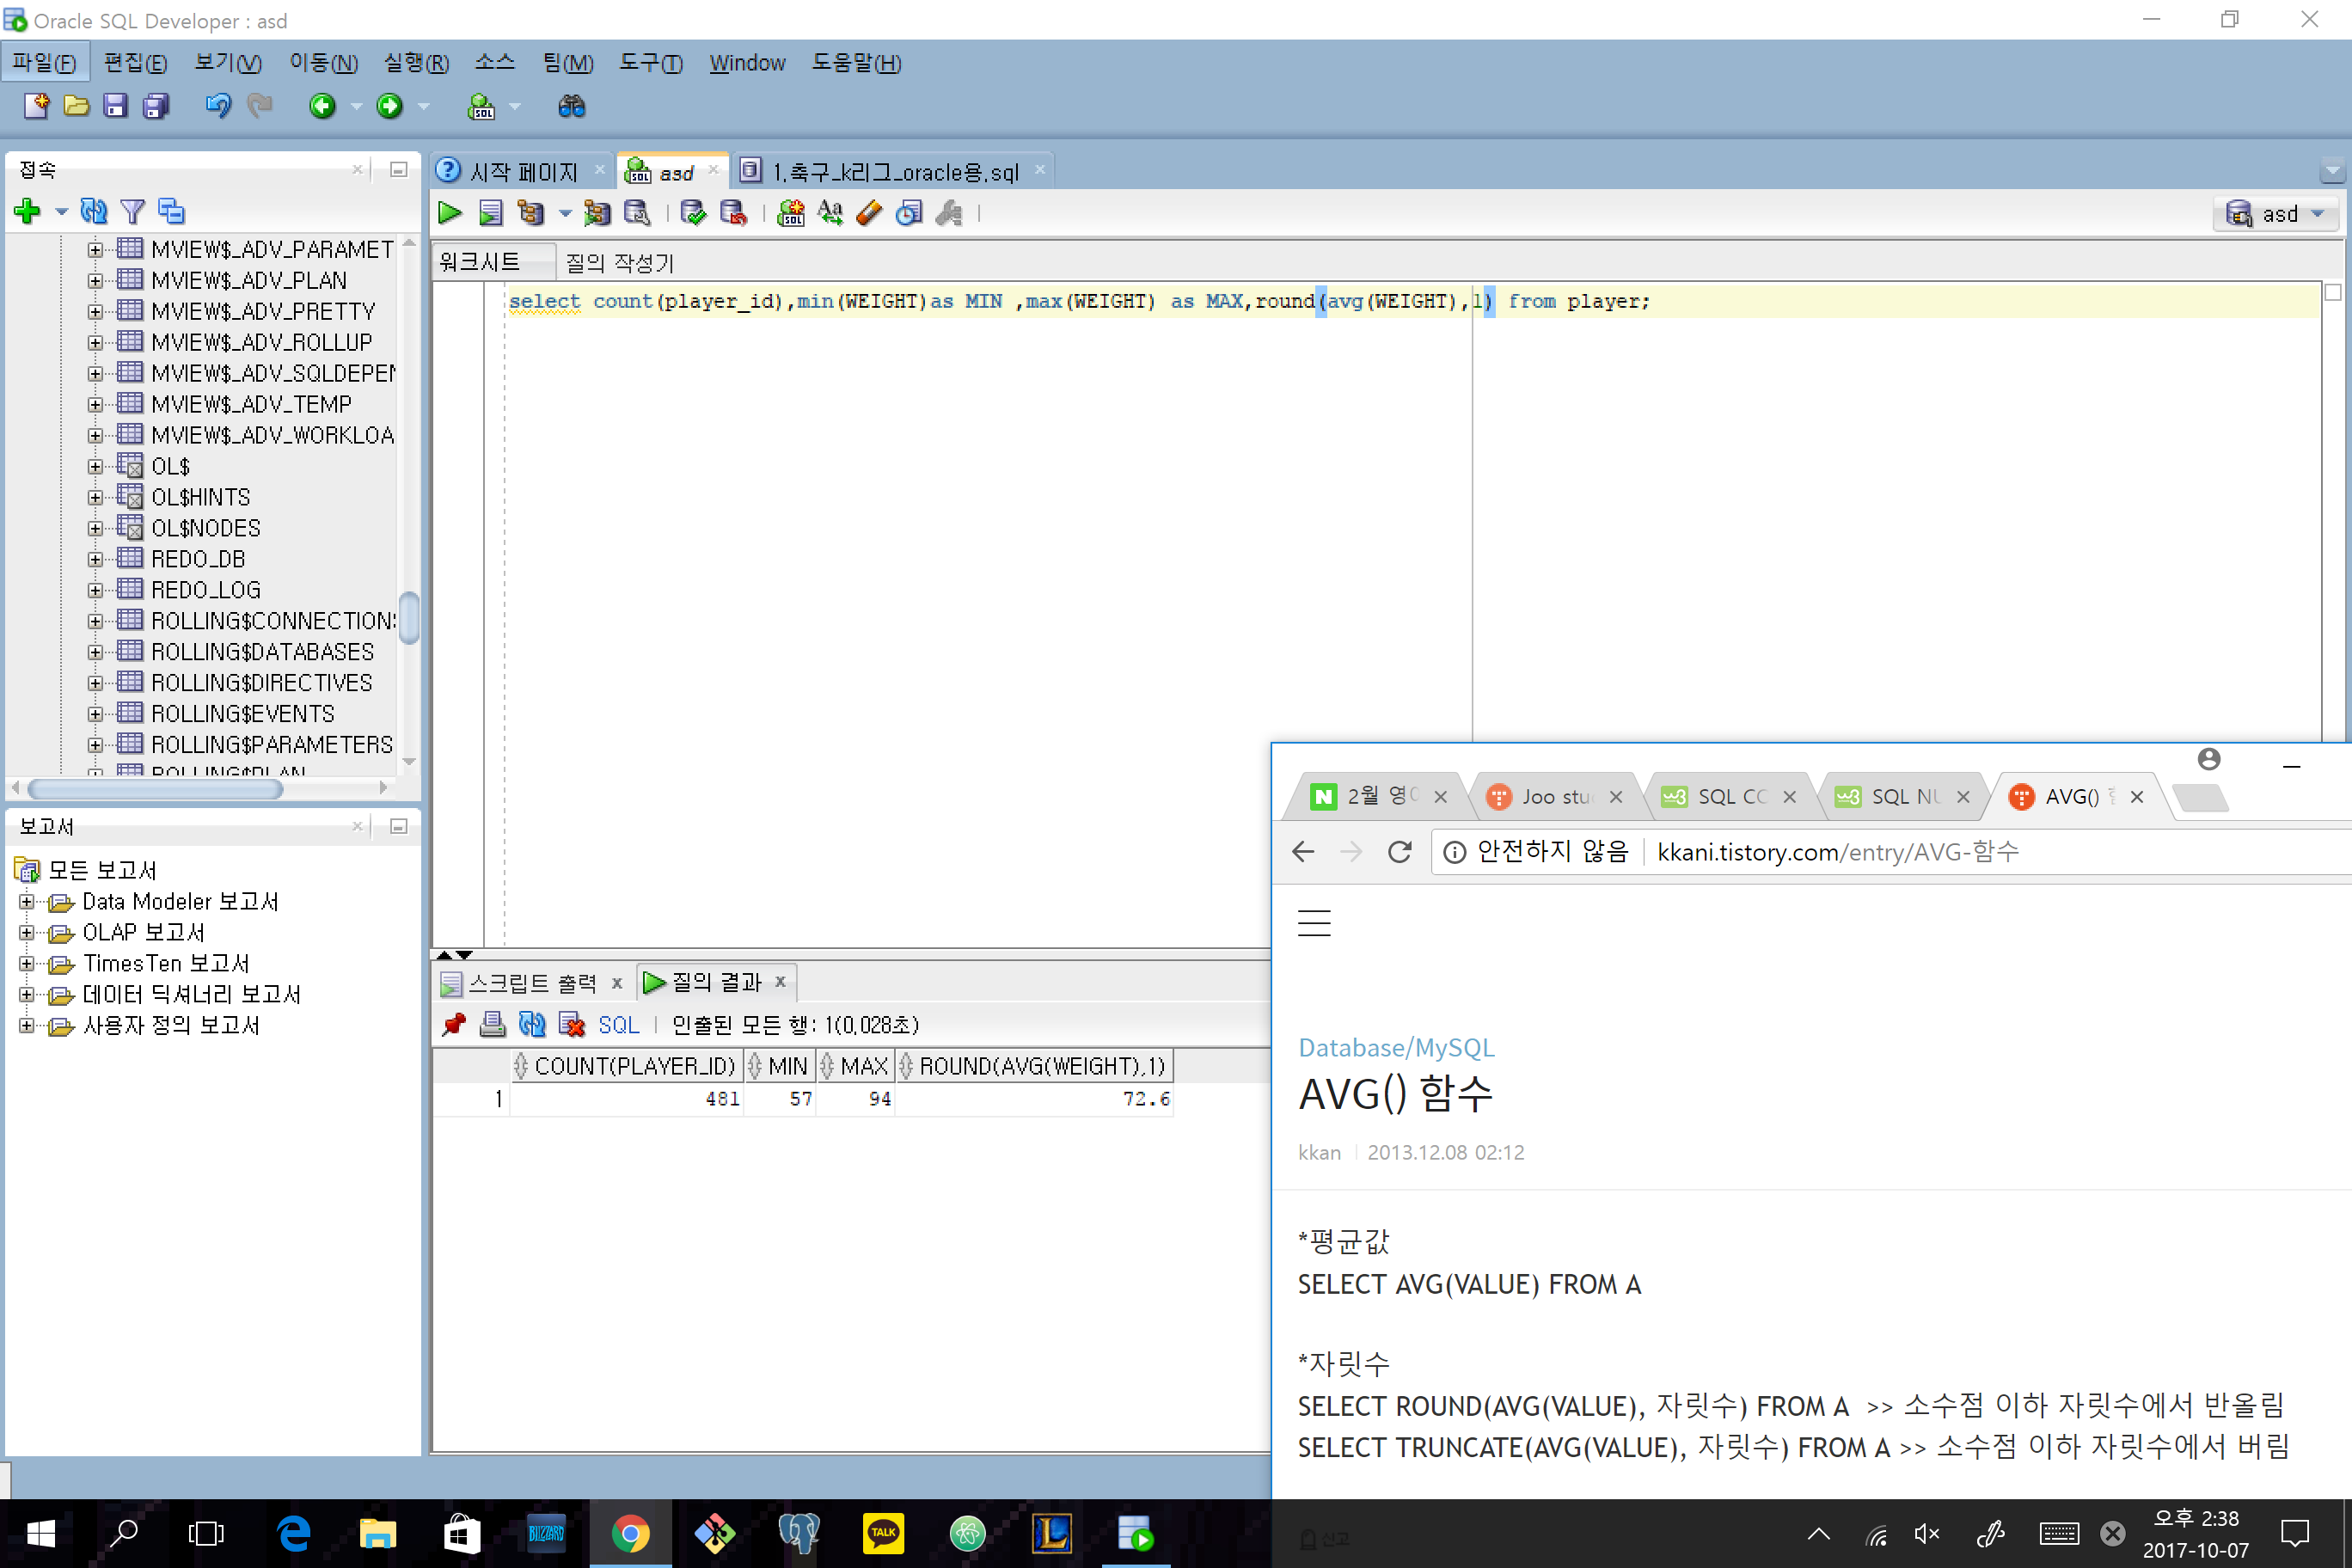 Oracle SQL Developer : asd
파일(F) 편집(E) 보기(V) 이동(N) 실행(R) 소스 팀(M) 도구(T) Window 도움말(H)
접속
시작 페이지
asd
1.축구_k리그_oracle용.sql
asd
MVIEW$_ADV_PARAMET
MVIEW$_ADV_PLAN
MVIEW$_ADV_PRETTY
MVIEW$_ADV_ROLLUP
MVIEW$_ADV_SQLDEPEN
MVIEW$_ADV_TEMP
MVIEW$_ADV_WORKLOA
OL$
OL$HINTS
OL$NODES
REDO_DB
REDO_LOG
ROLLING$CONNECTIONS
ROLLING$DATABASES
ROLLING$DIRECTIVES
ROLLING$EVENTS
ROLLING$PARAMETERS
ROLLING$PLAN
워크시트 질의 작성기
select count(player_id),min(WEIGHT)as MIN ,max(WEIGHT) as MAX,round(avg(WEIGHT),1) from player;
보고서
모든 보고서
Data Modeler 보고서
OLAP 보고서
TimesTen 보고서
데이터 딕셔너리 보고서
사용자 정의 보고서
스크립트 출력 x 질의 결과 x
SQL 인출된 모든 행: 1(0.028초)
COUNT(PLAYER_ID) MIN MAX ROUND(AVG(WEIGHT),1)
1 481 57 94 72.6
2월 영 Joo stu SQL CC SQL NU AVG()
안전하지 않음 kkani.tistory.com/entry/AVG-함수
Database/MySQL
AVG() 함수
kkan 2013.12.08 02:12
*평균값
SELECT AVG(VALUE) FROM A
*자릿수
SELECT ROUND(AVG(VALUE), 자릿수) FROM A >> 소수점 이하 자릿수에서 반올림
SELECT TRUNCATE(AVG(VALUE), 자릿수) FROM A >> 소수점 이하 자릿수에서 버림
BLIZZARD
TALK
신고
오후 2:38
2017-10-07